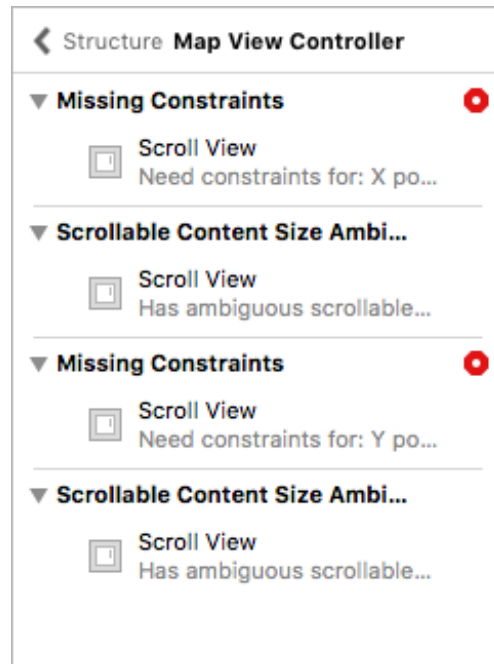 Structure Map View Controller
Missing Constraints
Scroll View
Need constraints for: X po...
Scrollable Content Size Ambi...
Scroll View
Has ambiguous scrollable...
Missing Constraints
Scroll View
Need constraints for: Y po...
Scrollable Content Size Ambi...
Scroll View
Has ambiguous scrollable...